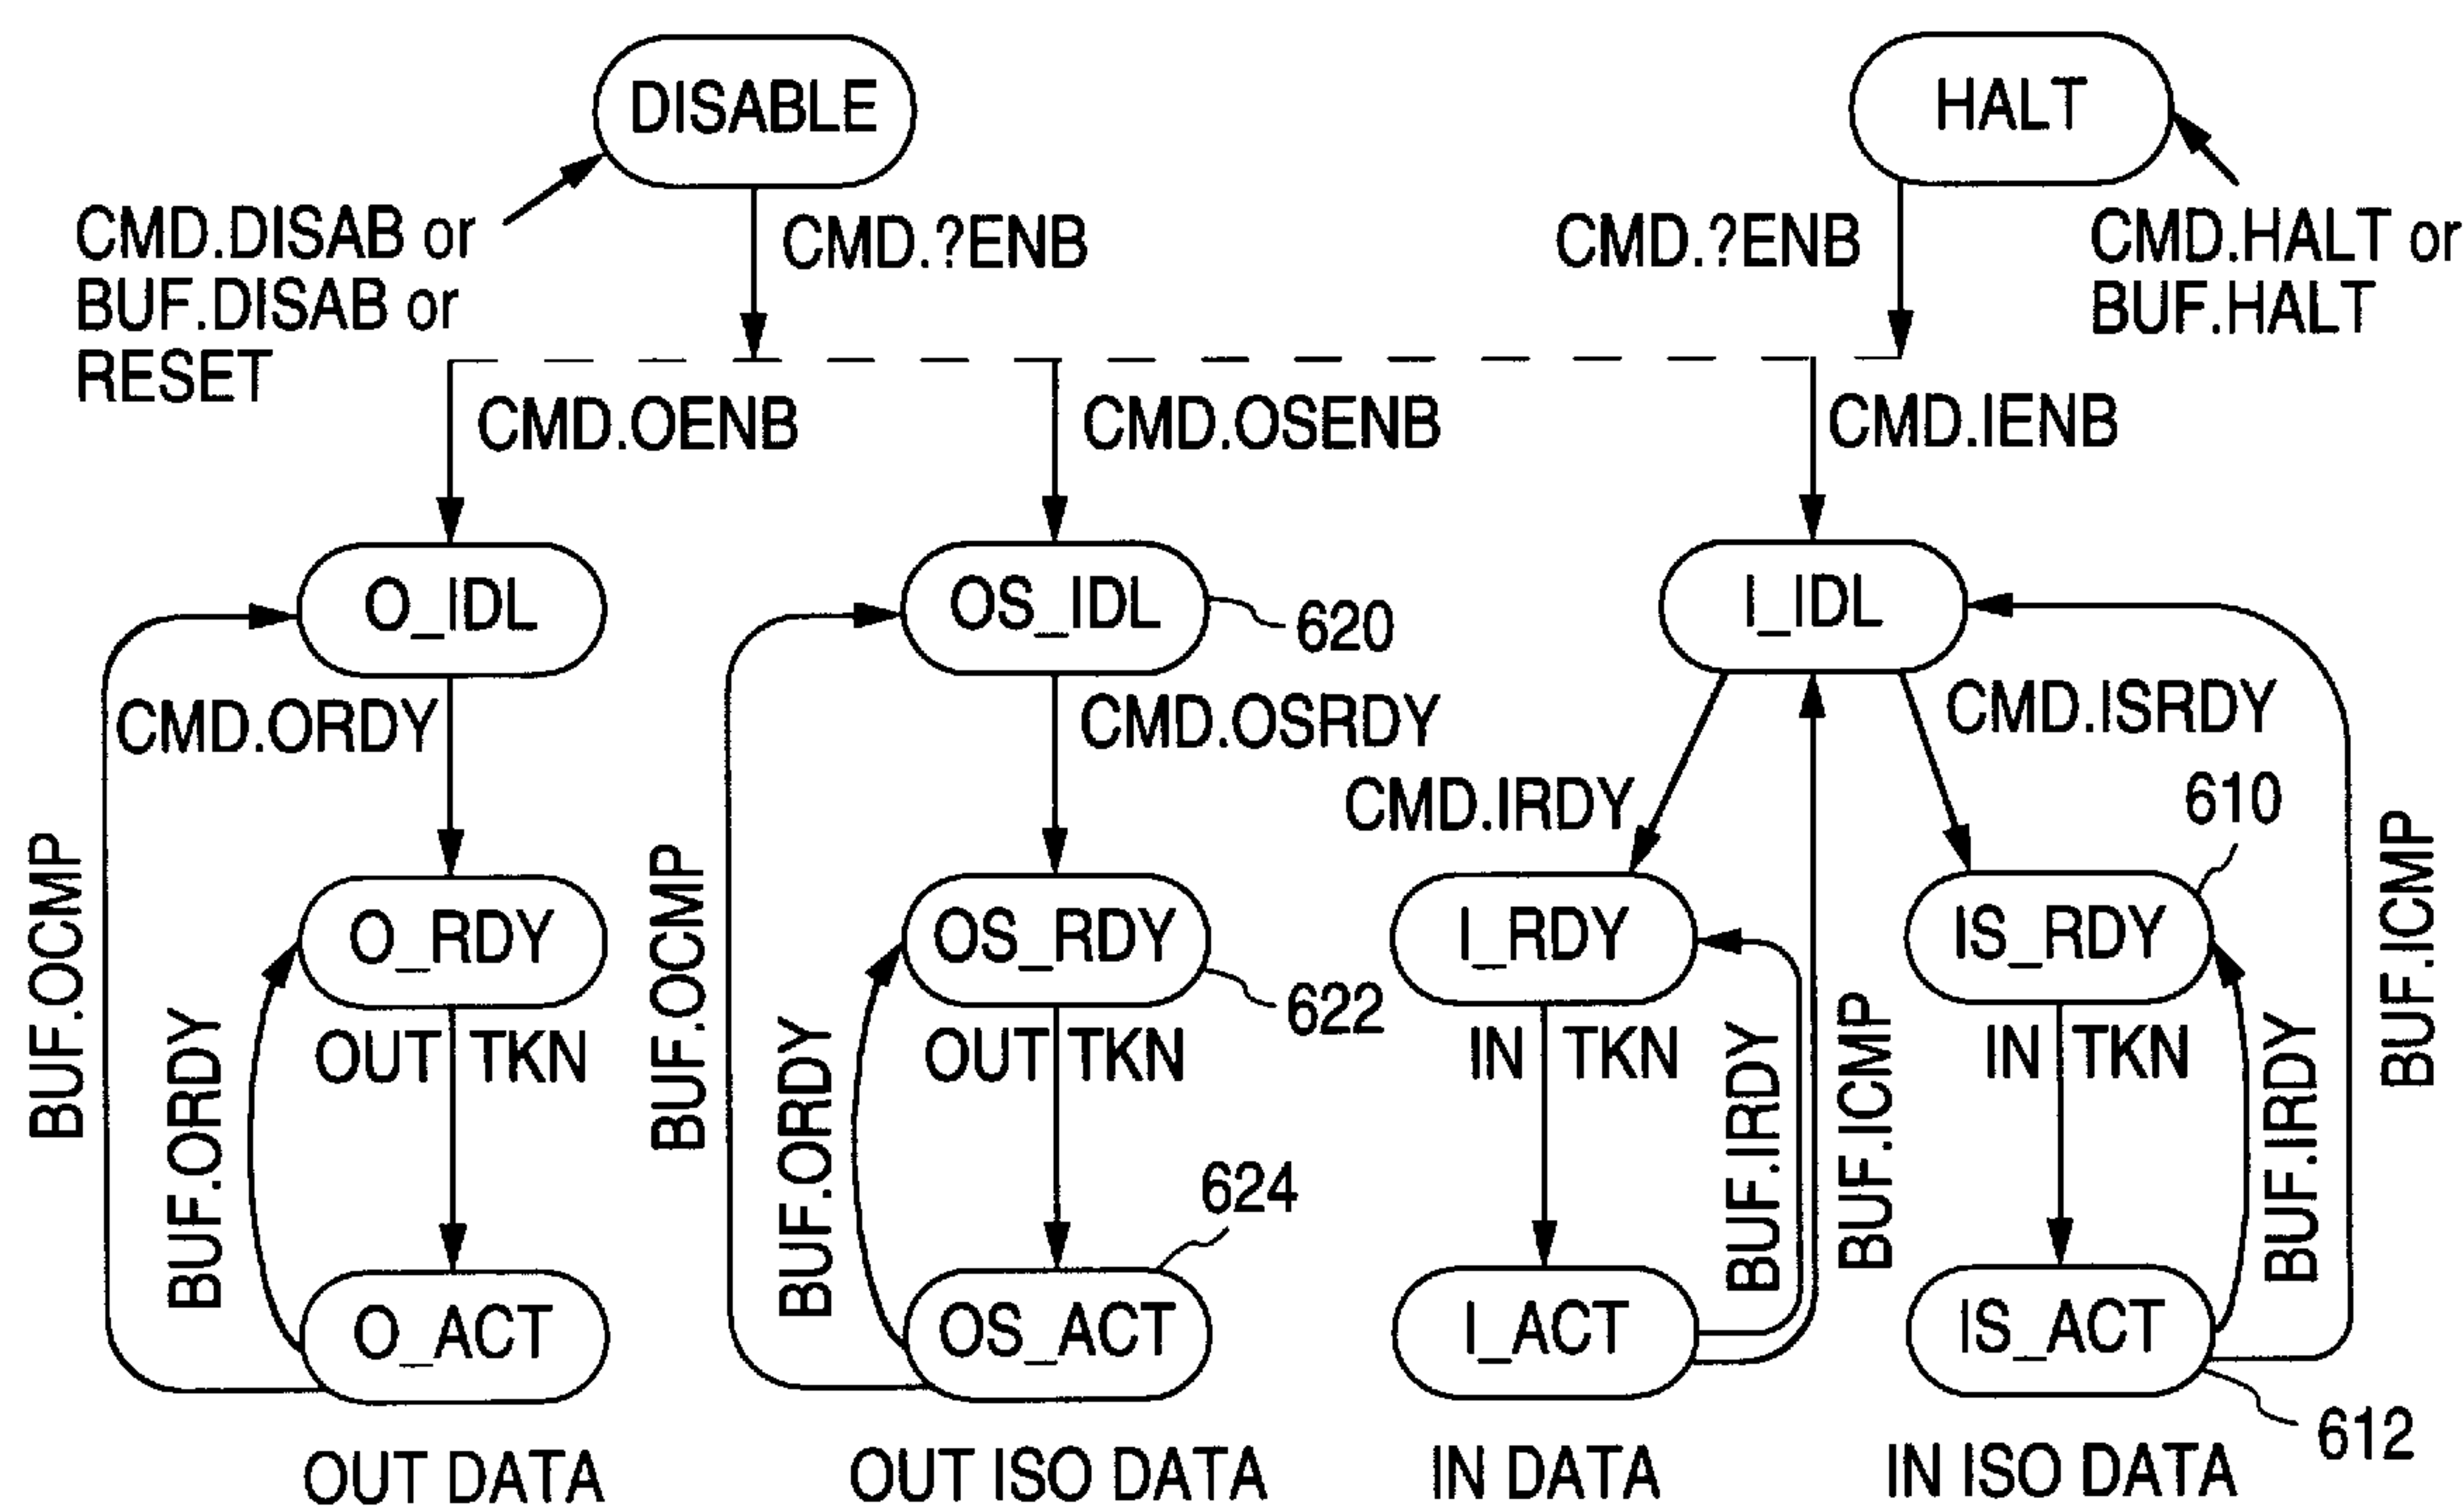 DISABLE
HALT
CMD.DISAB or
BUF.DISAB or
RESET
CMD.?ENB
CMD.?ENB
CMD.HALT or
BUF.HALT
CMD.OENB
CMD.OSENB
CMD.IENB
O_IDL
OS_IDL
620
I_IDL
CMD.ORDY
CMD.OSRDY
CMD.IRDY
CMD.ISRDY
610
BUF.OCMP
O_RDY
BUF.OCMP
OS_RDY
622
I_RDY
IS_RDY
BUF.ICMP
BUF.ORDY
OUT TKN
BUF.ORDY
OUT TKN
IN TKN
BUF.IRDY
BUF.ICMP
IN TKN
BUF.IRDY
624
O_ACT
OS_ACT
I_ACT
IS_ACT
612
OUT DATA
OUT ISO DATA
IN DATA
IN ISO DATA